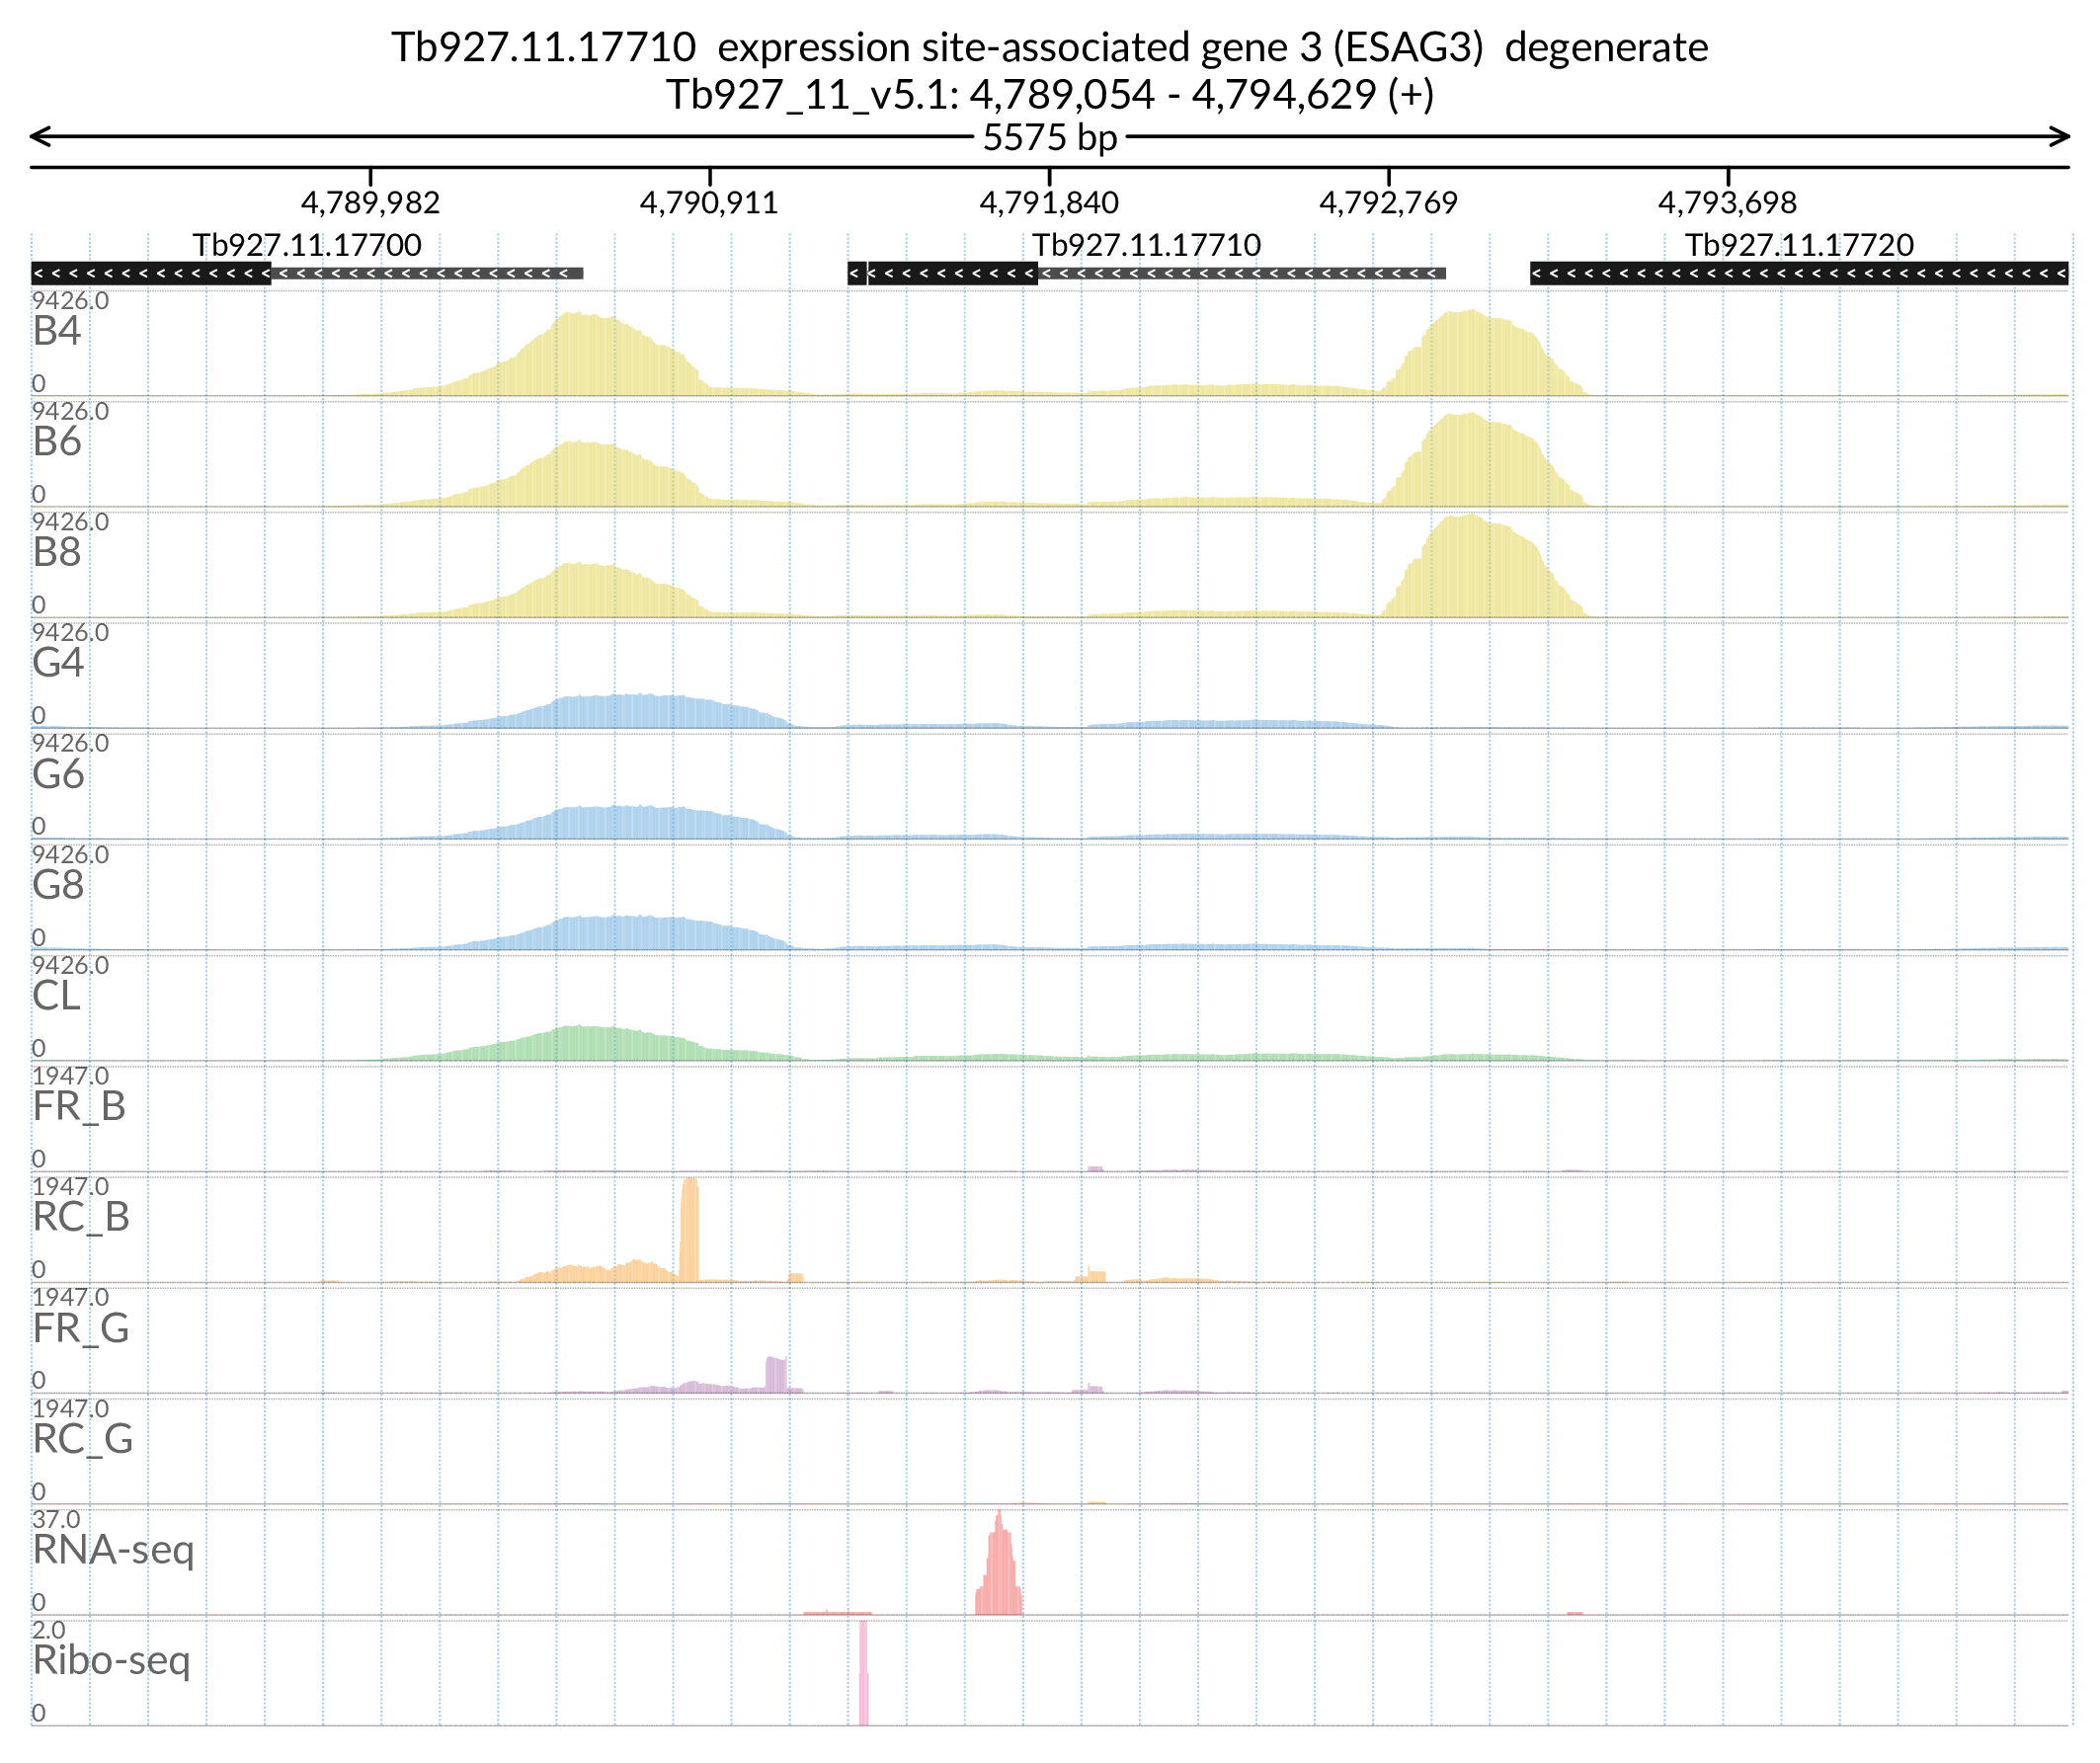 Tb927.11.17710 expression site-associated gene 3 (ESAG3) degenerate
Tb927_11_v5.1: 4,789,054 - 4,794,629 (+)
5575 bp
4,789,982 4,790,911 4,791,840 4,792,769 4,793,698
Tb927.11.17700 Tb927.11.17710 Tb927.11.17720
9426.0
B4
0
9426.0
B6
0
9426.0
B8
0
9426.0
G4
0
9426.0
G6
0
9426.0
G8
0
9426.0
CL
0
1947.0
FR_B
0
1947.0
RC_B
0
1947.0
FR_G
0
1947.0
RC_G
0
37.0
RNA-seq
0
2.0
Ribo-seq
0